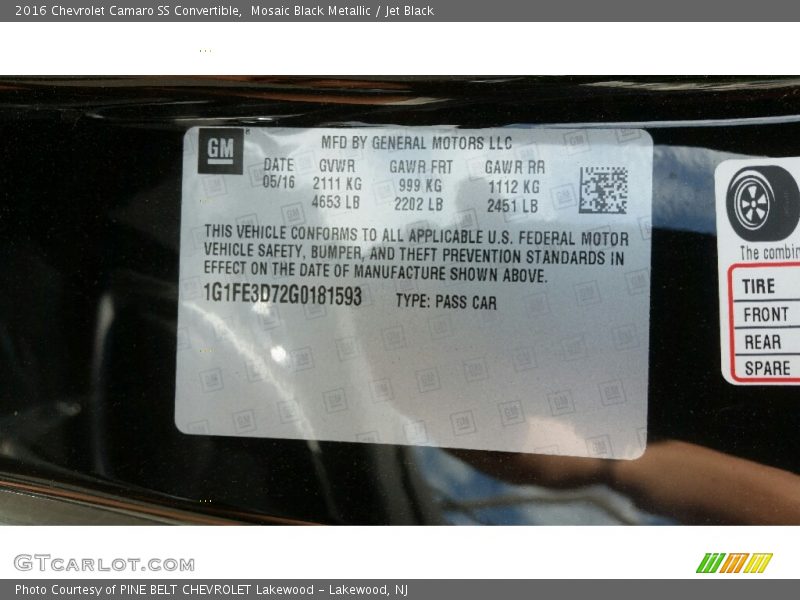 2016 Chevrolet Camaro SS Convertible,  Mosaic Black Metallic / Jet Black
GM
MFD BY GENERAL MOTORS LLC
DATE GVWR GAWR FRT GAWR RR
05/16 2111 KG 999 KG 1112 KG
4653 LB 2202 LB 2451 LB
THIS VEHICLE CONFORMS TO ALL APPLICABLE U.S. FEDERAL MOTOR
VEHICLE SAFETY, BUMPER, AND THEFT PREVENTION STANDARDS IN
EFFECT ON THE DATE OF MANUFACTURE SHOWN ABOVE.
1G1FE3D72G0181593 TYPE: PASS CAR
The combin
TIRE
FRONT
REAR
SPARE
GTCARLOT.COM
Photo Courtesy of PINE BELT CHEVROLET Lakewood - Lakewood, NJ